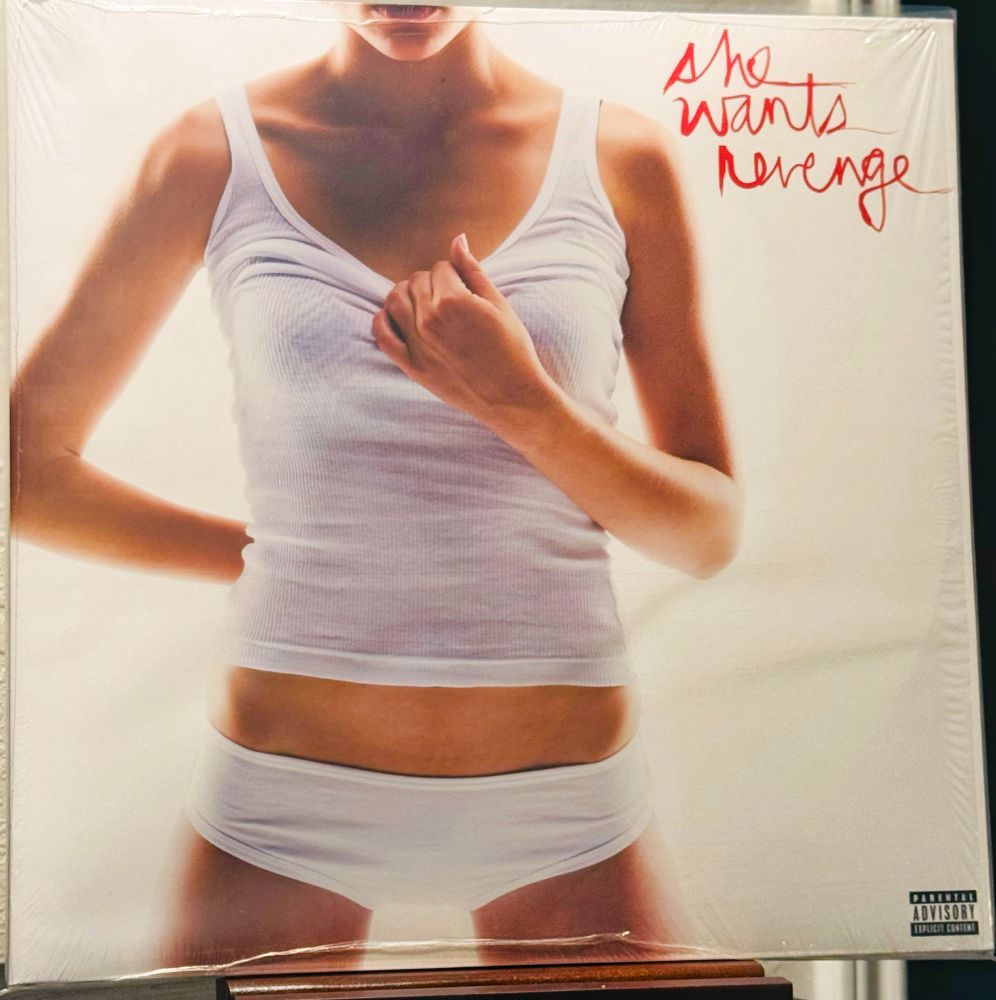 she
wants
revenge
PARENTAL
ADVISORY
EXPLICIT CONTENT